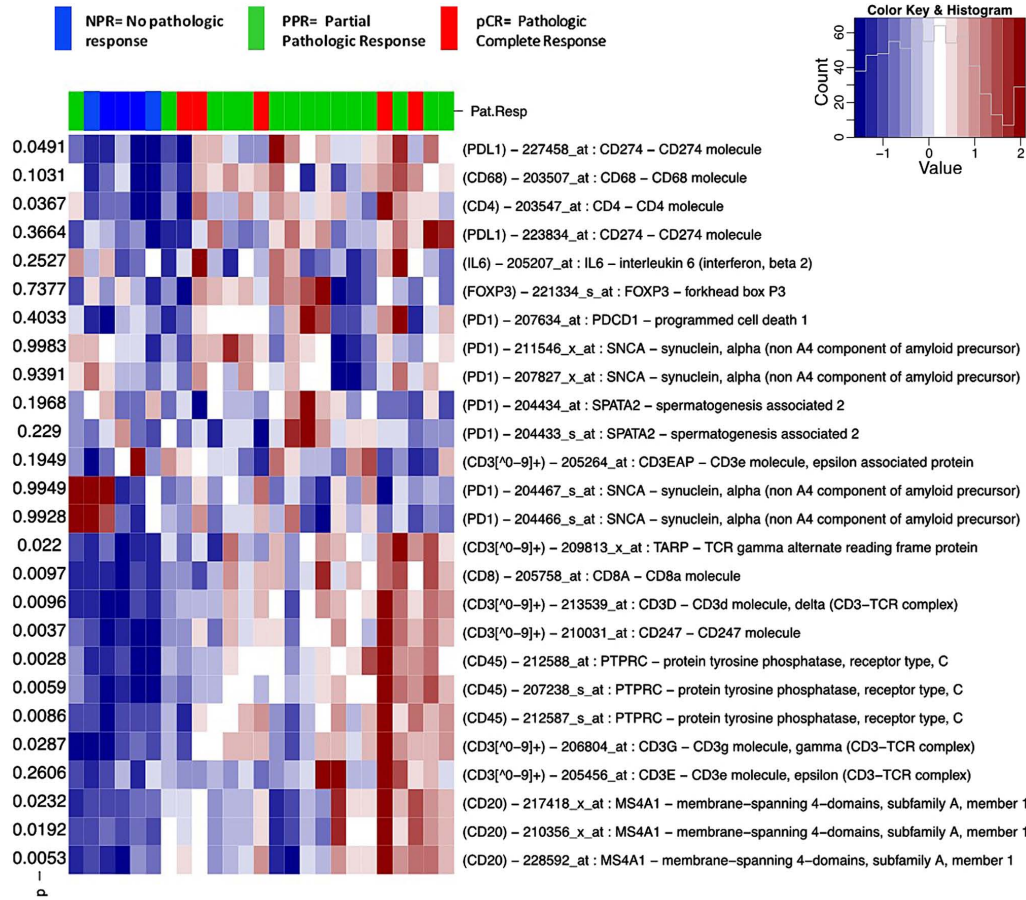 NPR= No pathologic
response
PPR= Partial
Pathologic Response
pCR= Pathologic
Complete Response
Color Key & Histogram
Count
0 20 40 60
−1 0 1 2
Value
Pat.Resp
0.0491 (PDL1) − 227458_at : CD274 − CD274 molecule
0.1031 (CD68) − 203507_at : CD68 − CD68 molecule
0.0367 (CD4) − 203547_at : CD4 − CD4 molecule
0.3664 (PDL1) − 223834_at : CD274 − CD274 molecule
0.2527 (IL6) − 205207_at : IL6 − interleukin 6 (interferon, beta 2)
0.7377 (FOXP3) − 221334_s_at : FOXP3 − forkhead box P3
0.4033 (PD1) − 207634_at : PDCD1 − programmed cell death 1
0.9983 (PD1) − 211546_x_at : SNCA − synuclein, alpha (non A4 component of amyloid precursor)
0.9391 (PD1) − 207827_x_at : SNCA − synuclein, alpha (non A4 component of amyloid precursor)
0.1968 (PD1) − 204434_at : SPATA2 − spermatogenesis associated 2
0.229 (PD1) − 204433_s_at : SPATA2 − spermatogenesis associated 2
0.1949 (CD3[^0−9]+) − 205264_at : CD3EAP − CD3e molecule, epsilon associated protein
0.9949 (PD1) − 204467_s_at : SNCA − synuclein, alpha (non A4 component of amyloid precursor)
0.9928 (PD1) − 204466_s_at : SNCA − synuclein, alpha (non A4 component of amyloid precursor)
0.022 (CD3[^0−9]+) − 209813_x_at : TARP − TCR gamma alternate reading frame protein
0.0097 (CD8) − 205758_at : CD8A − CD8a molecule
0.0096 (CD3[^0−9]+) − 213539_at : CD3D − CD3d molecule, delta (CD3−TCR complex)
0.0037 (CD3[^0−9]+) − 210031_at : CD247 − CD247 molecule
0.0028 (CD45) − 212588_at : PTPRC − protein tyrosine phosphatase, receptor type, C
0.0059 (CD45) − 207238_s_at : PTPRC − protein tyrosine phosphatase, receptor type, C
0.0086 (CD45) − 212587_s_at : PTPRC − protein tyrosine phosphatase, receptor type, C
0.0287 (CD3[^0−9]+) − 206804_at : CD3G − CD3g molecule, gamma (CD3−TCR complex)
0.2606 (CD3[^0−9]+) − 205456_at : CD3E − CD3e molecule, epsilon (CD3−TCR complex)
0.0232 (CD20) − 217418_x_at : MS4A1 − membrane−spanning 4−domains, subfamily A, member 1
0.0192 (CD20) − 210356_x_at : MS4A1 − membrane−spanning 4−domains, subfamily A, member 1
0.0053 (CD20) − 228592_at : MS4A1 − membrane−spanning 4−domains, subfamily A, member 1
p